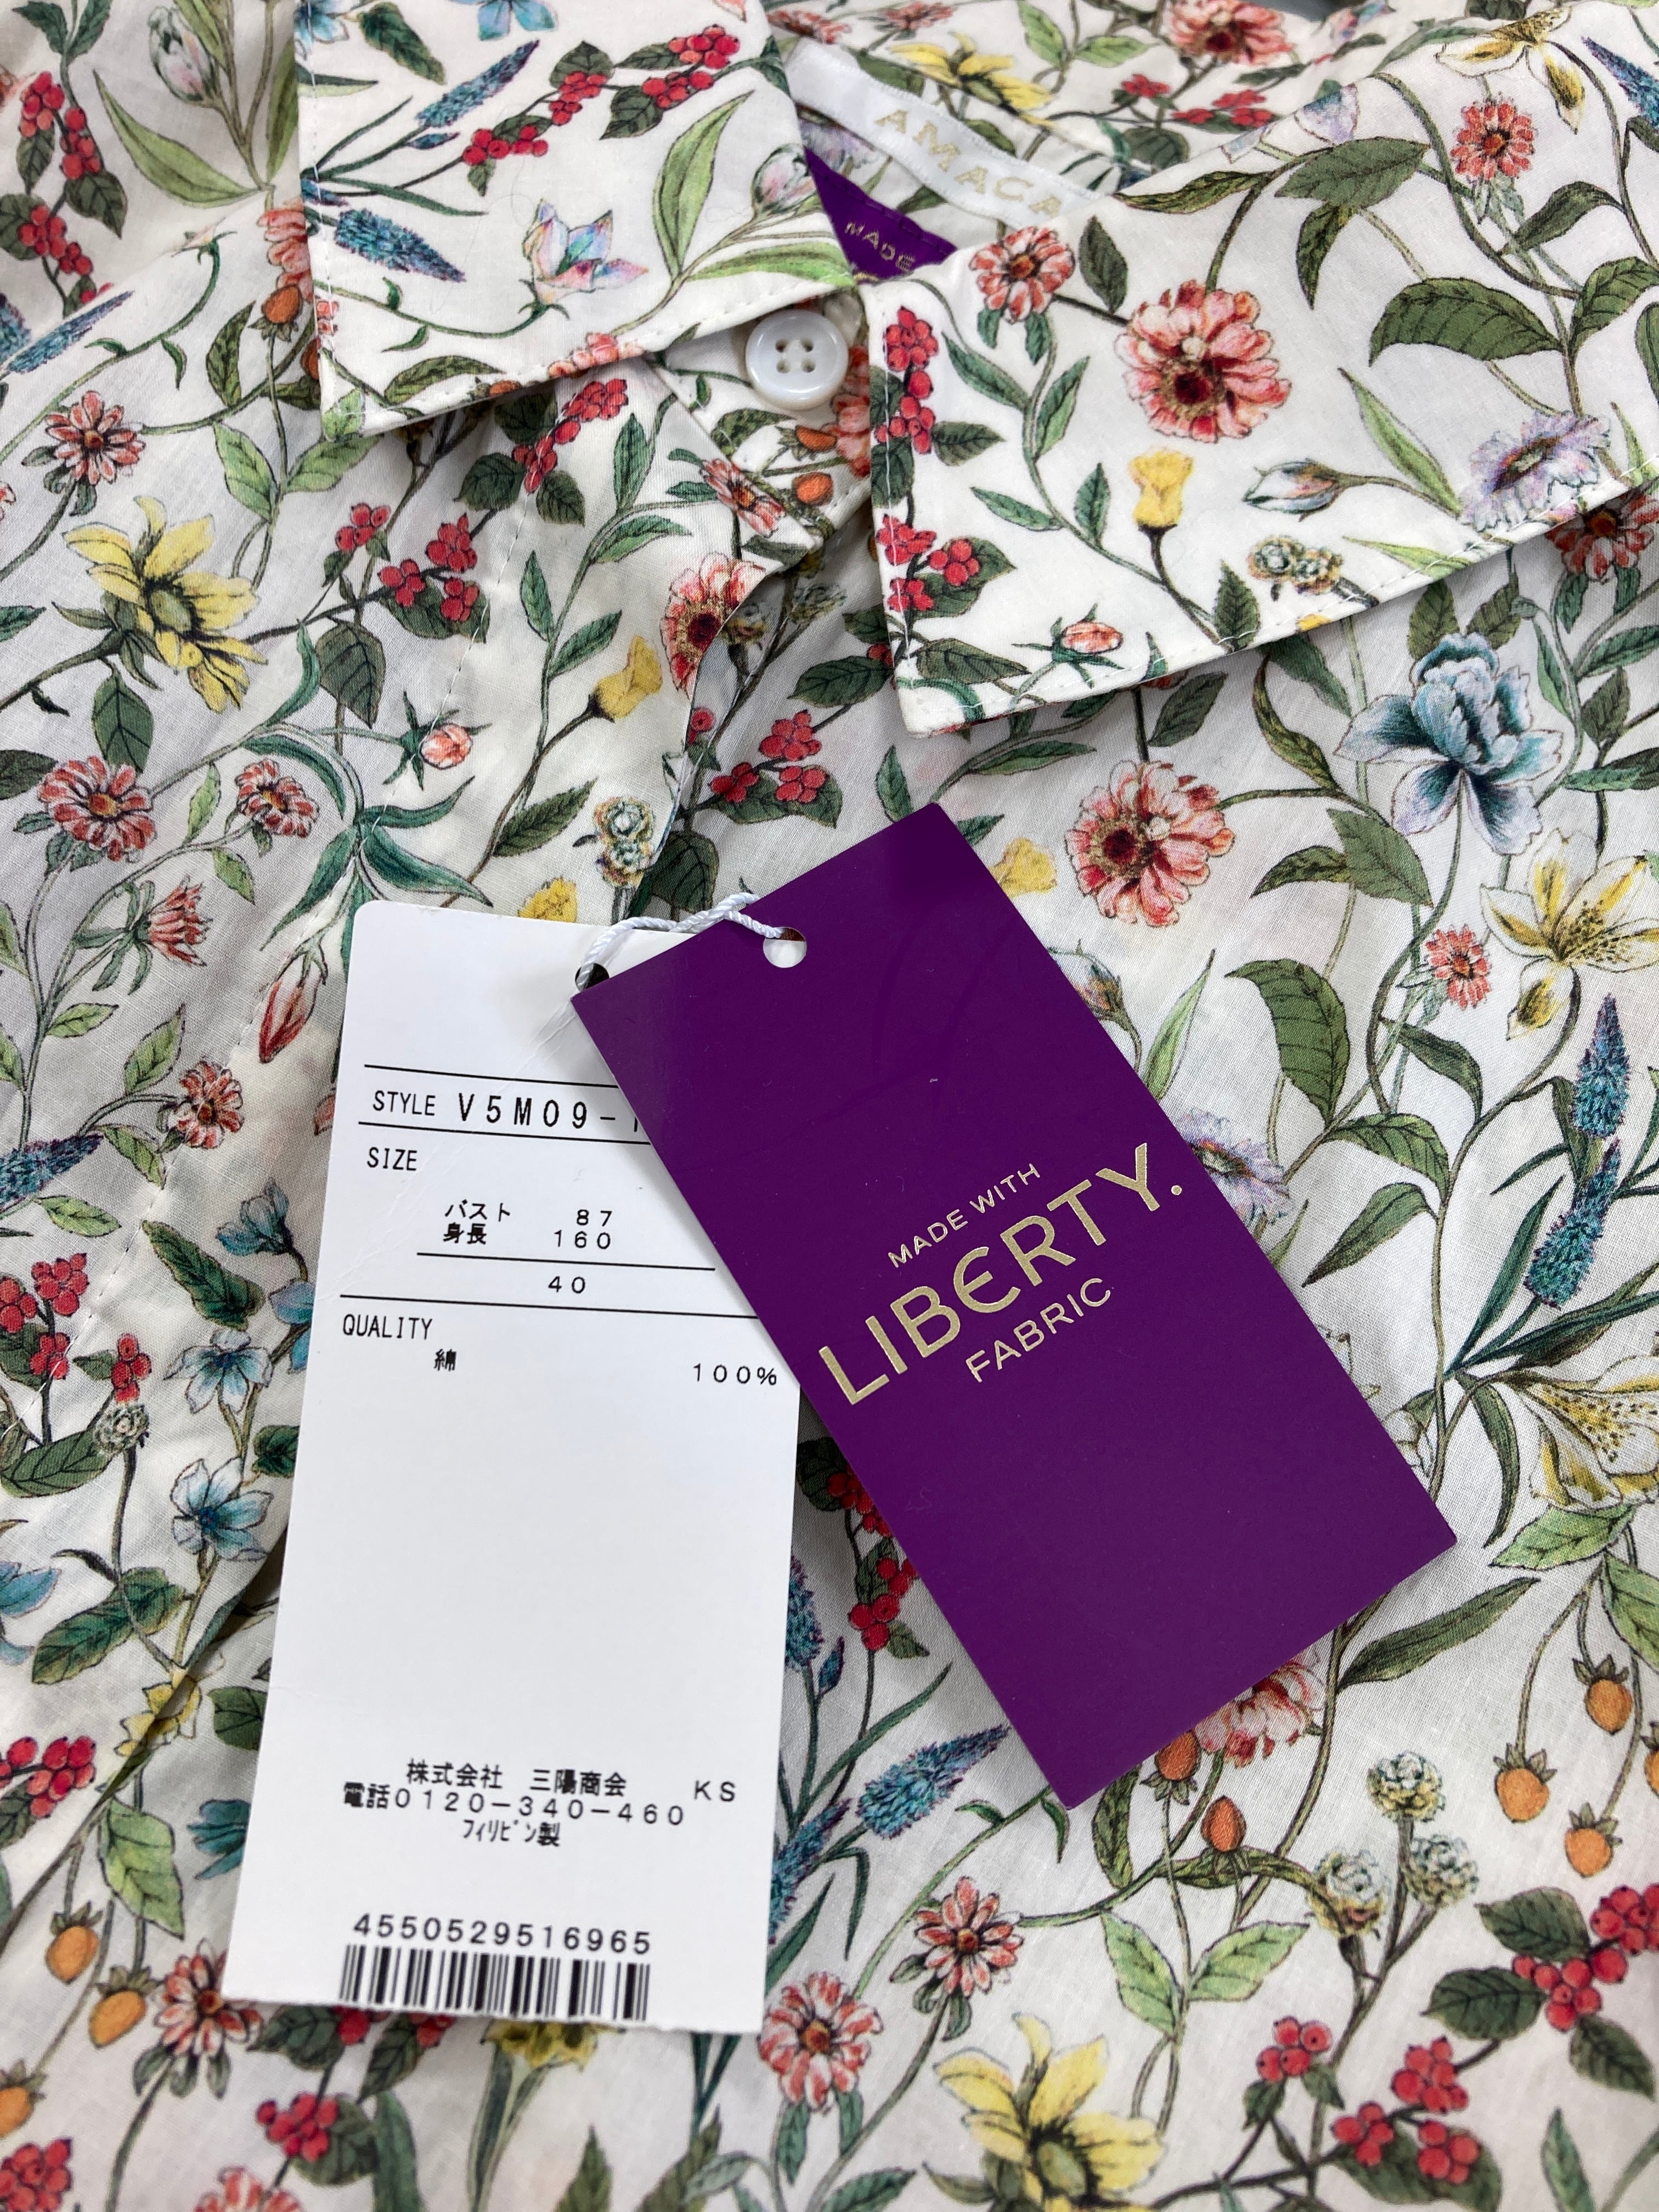 AMACA
MADE
STYLE V5M09-
SIZE
バスト 87
身長 160
40
QUALITY
綿 100%
株式会社 三陽商会 KS
電話0120-340-460
ﾌｨﾘﾋﾟﾝ製
4550529516965
MADE WITH
LIBERTY.
FABRIC